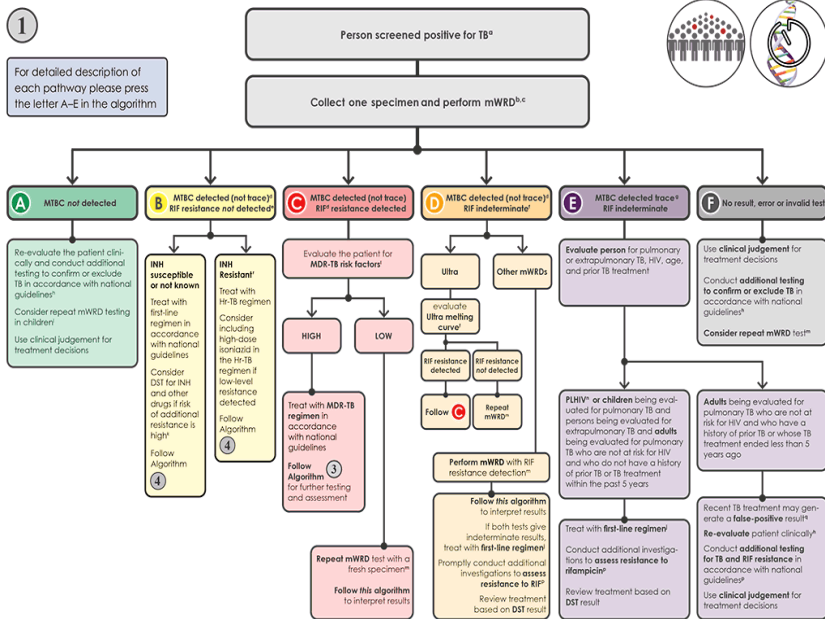 1
Person screened positive for TBᵃ
For detailed description of
each pathway please press
the letter A–E in the algorithm
Collect one specimen and perform mWRDᵇ,ᶜ
A
MTBC not detected
Re-evaluate the patient clini-
cally and conduct additional
testing to confirm or exclude
TB in accordance with national
guidelinesʰ
Consider repeat mWRD testing
in childrenⁱ
Use clinical judgement for
treatment decisions
B
MTBC detected (not trace)
RIF resistance not detected
INH
susceptible
or not known
Treat with
first-line
regimen in
accordance
with national
guidelines
Consider
DST for INH
and other
drugs if risk
of additional
resistance is
high
Follow
Algorithm
4
INH
Resistant
Treat with
Hr-TB regimen
Consider
including
high-dose
isoniazid in
the Hr-TB
regimen if
low-level
resistance
detected
Follow
Algorithm
4
C
MTBC detected (not trace)
RIF resistance detected
Evaluate the patient for
MDR-TB risk factors
HIGH
LOW
Treat with MDR-TB
regimen in
accordance
with national
guidelines
Follow
Algorithm 3
for further testing
and assessment
Repeat mWRD test with a
fresh specimenᵐ
Follow this algorithm
to interpret results
D
MTBC detected (not trace)
RIF indeterminate
Ultra
Other mWRDs
evaluate
Ultra melting
curve
RIF resistance
detected
RIF resistance
not detected
Follow C
Repeat
mWRDᵐ
Perform mWRD with RIF
resistance detectionᵐ
Follow this algorithm
to interpret results
If both tests give
indeterminate results,
treat with first-line regimen
Promptly conduct additional
investigations to assess
resistance to RIFᵖ
Review treatment
based on DST result
E
MTBC detected trace
RIF indeterminate
Evaluate person for pulmonary
or extrapulmonary TB, HIV, age,
and prior TB treatment
PLHIV or children being eval-
uated for pulmonary TB and
persons being evaluated for
extrapulmonary TB and adults
being evaluated for pulmonary
TB who are not at risk for HIV
and who do not have a history
of prior TB or TB treatment
within the past 5 years
Treat with first-line regimen
Conduct additional investiga-
tions to assess resistance to
rifampicinᵖ
Review treatment based on
DST result
F
No result, error or invalid test
Use clinical judgement for
treatment decisions
Conduct additional testing
to confirm or exclude TB in
accordance with national
guidelinesʰ
Consider repeat mWRD testᵐ
Adults being evaluated for
pulmonary TB who are not at
risk for HIV and who have a
history of prior TB or whose TB
treatment ended less than 5
years ago
Recent TB treatment may gen-
erate a false-positive result
Re-evaluate patient clinicallyʰ
Conduct additional testing
for TB and RIF resistance in
accordance with national
guidelinesᵖ
Use clinical judgement for
treatment decisions